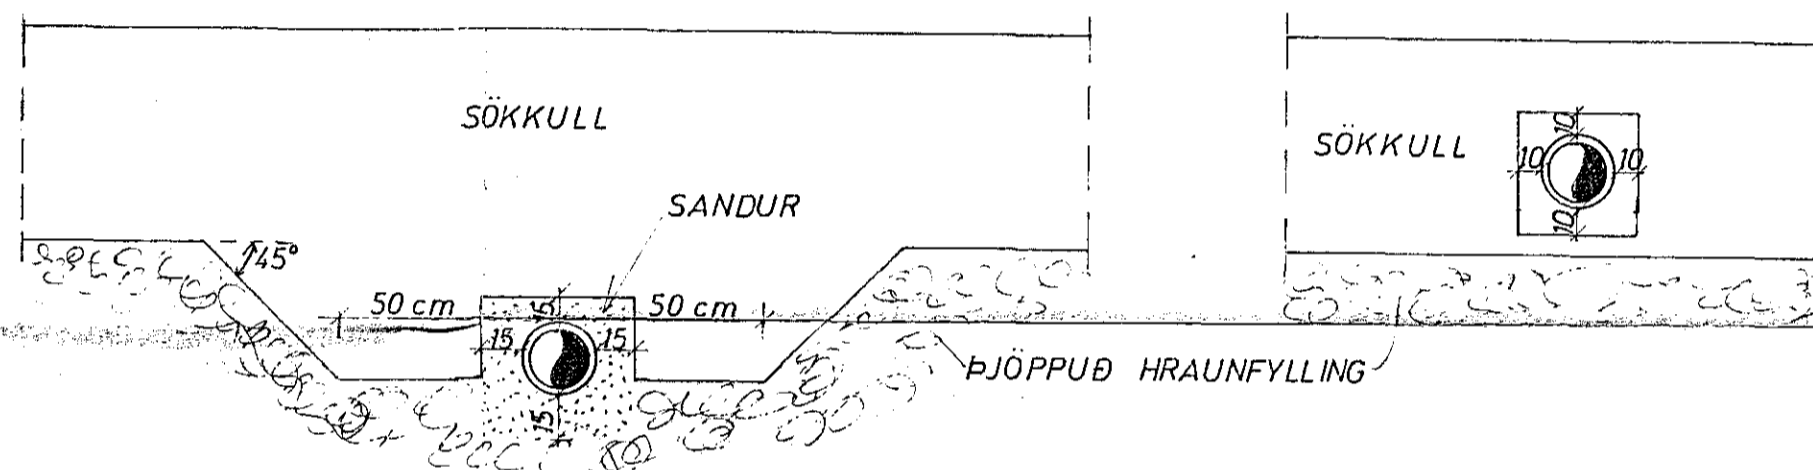 SÖKKULL
SÖKKULL
10
10 10
10
SANDUR
45°
50 cm 50 cm
15
15 15
15
ÞJÖPPUÐ HRAUNFYLLING